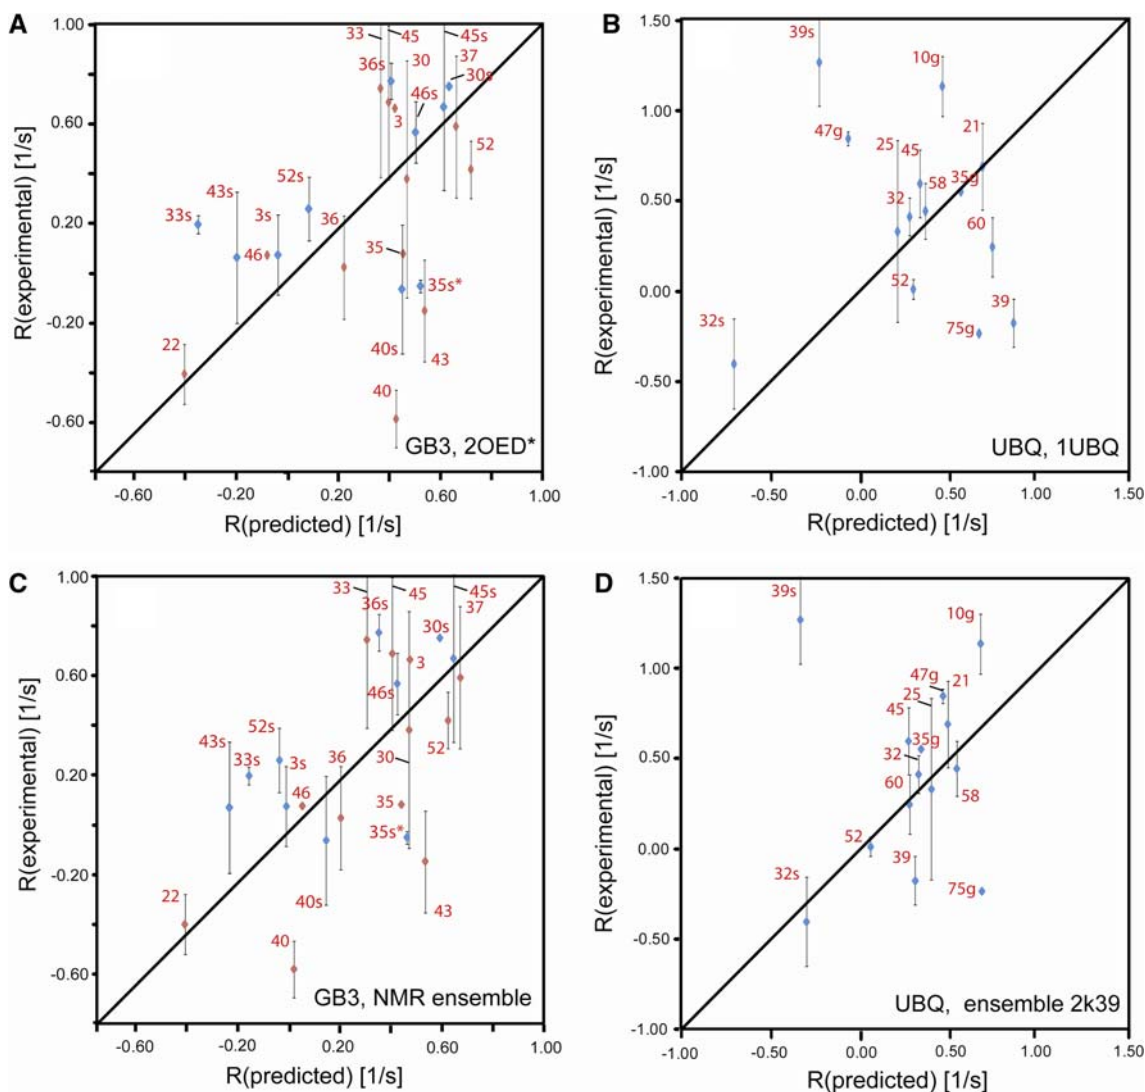 A
1.00
0.60
0.20
-0.20
-0.60
R(experimental) [1/s]
33
45
45s
37
36s
30
30s
46s
3
52
52s
43s
3s
36
33s
46
35
35s*
22
40s
43
40
GB3, 2OED*
-0.60
-0.20
0.20
0.60
1.00
R(predicted) [1/s]
B
1.50
1.00
0.50
0.00
-0.50
-1.00
R(experimental) [1/s]
39s
10g
47g
21
25
45
58
35g
32
60
52
39
75g
32s
UBQ, 1UBQ
-1.00
-0.50
0.00
0.50
1.00
1.50
R(predicted) [1/s]
C
1.00
0.60
0.20
-0.20
-0.60
R(experimental) [1/s]
33
45
45s
37
36s
30s
3
46s
52s
43s
33s
3s
36
30
52
46
35
35s*
22
40s
43
40
GB3, NMR ensemble
-0.60
-0.20
0.20
0.60
1.00
R(predicted) [1/s]
D
1.50
1.00
0.50
0.00
-0.50
-1.00
R(experimental) [1/s]
39s
10g
47g
21
25
45
35g
32
60
58
52
39
75g
32s
UBQ, ensemble 2k39
-1.00
-0.50
0.00
0.50
1.00
1.50
R(predicted) [1/s]